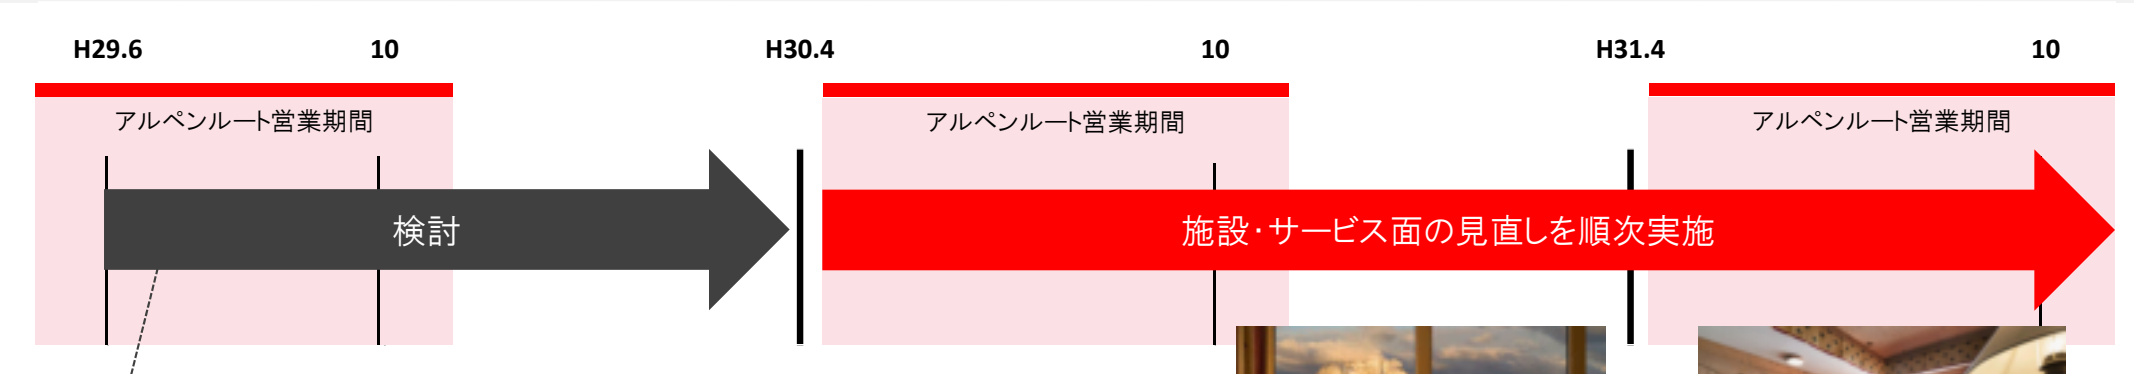 H29.6 10 H30.4 10 H31.4 10
アルペンルート営業期間 アルペンルート営業期間 アルペンルート営業期間
検討 施設・サービス面の見直しを順次実施